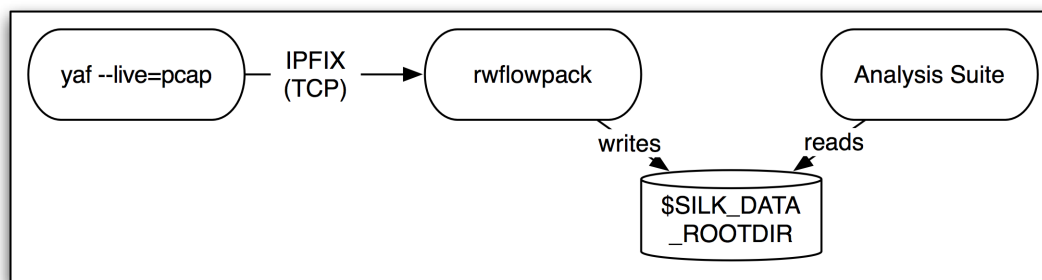 yaf --live=pcap
IPFIX
(TCP)
rwflowpack
Analysis Suite
writes
reads
$SILK_DATA
_ROOTDIR